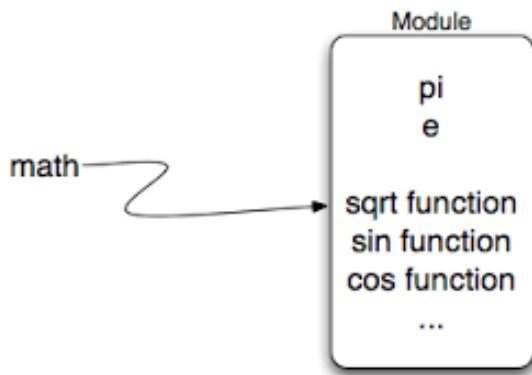 Module
pi
e
math
sqrt function
sin function
cos function
...